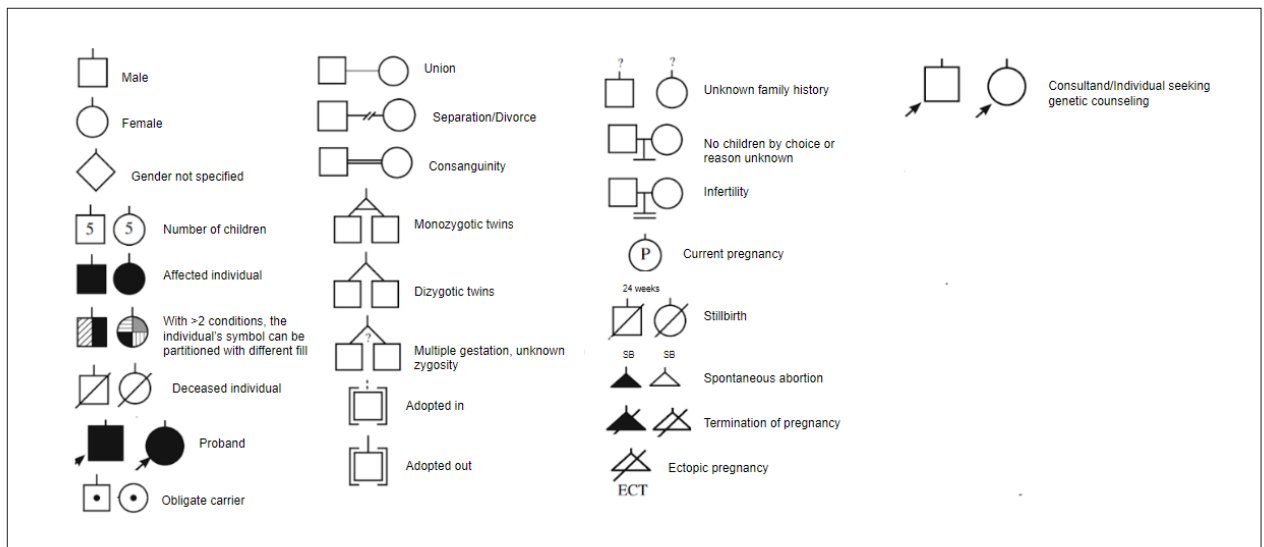 Male
Female
Gender not specified
5 5
Number of children
Affected individual
With >2 conditions, the
individual's symbol can be
partitioned with different fill
Deceased individual
Proband
Obligate carrier
Union
Separation/Divorce
Consanguinity
Monozygotic twins
Dizygotic twins
?
Multiple gestation, unknown
zygosity
Adopted in
Adopted out
? ?
Unknown family history
No children by choice or
reason unknown
Infertility
P
Current pregnancy
24 weeks
Stillbirth
SB SB
Spontaneous abortion
Termination of pregnancy
Ectopic pregnancy
ECT
Consultand/Individual seeking
genetic counseling